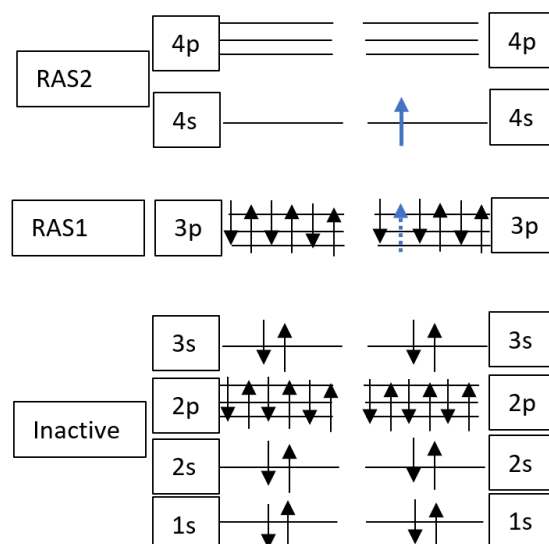 4p 4p
RAS2
4s 4s
RAS1 3p 3p
3s 3s
2p 2p
Inactive
2s 2s
1s 1s